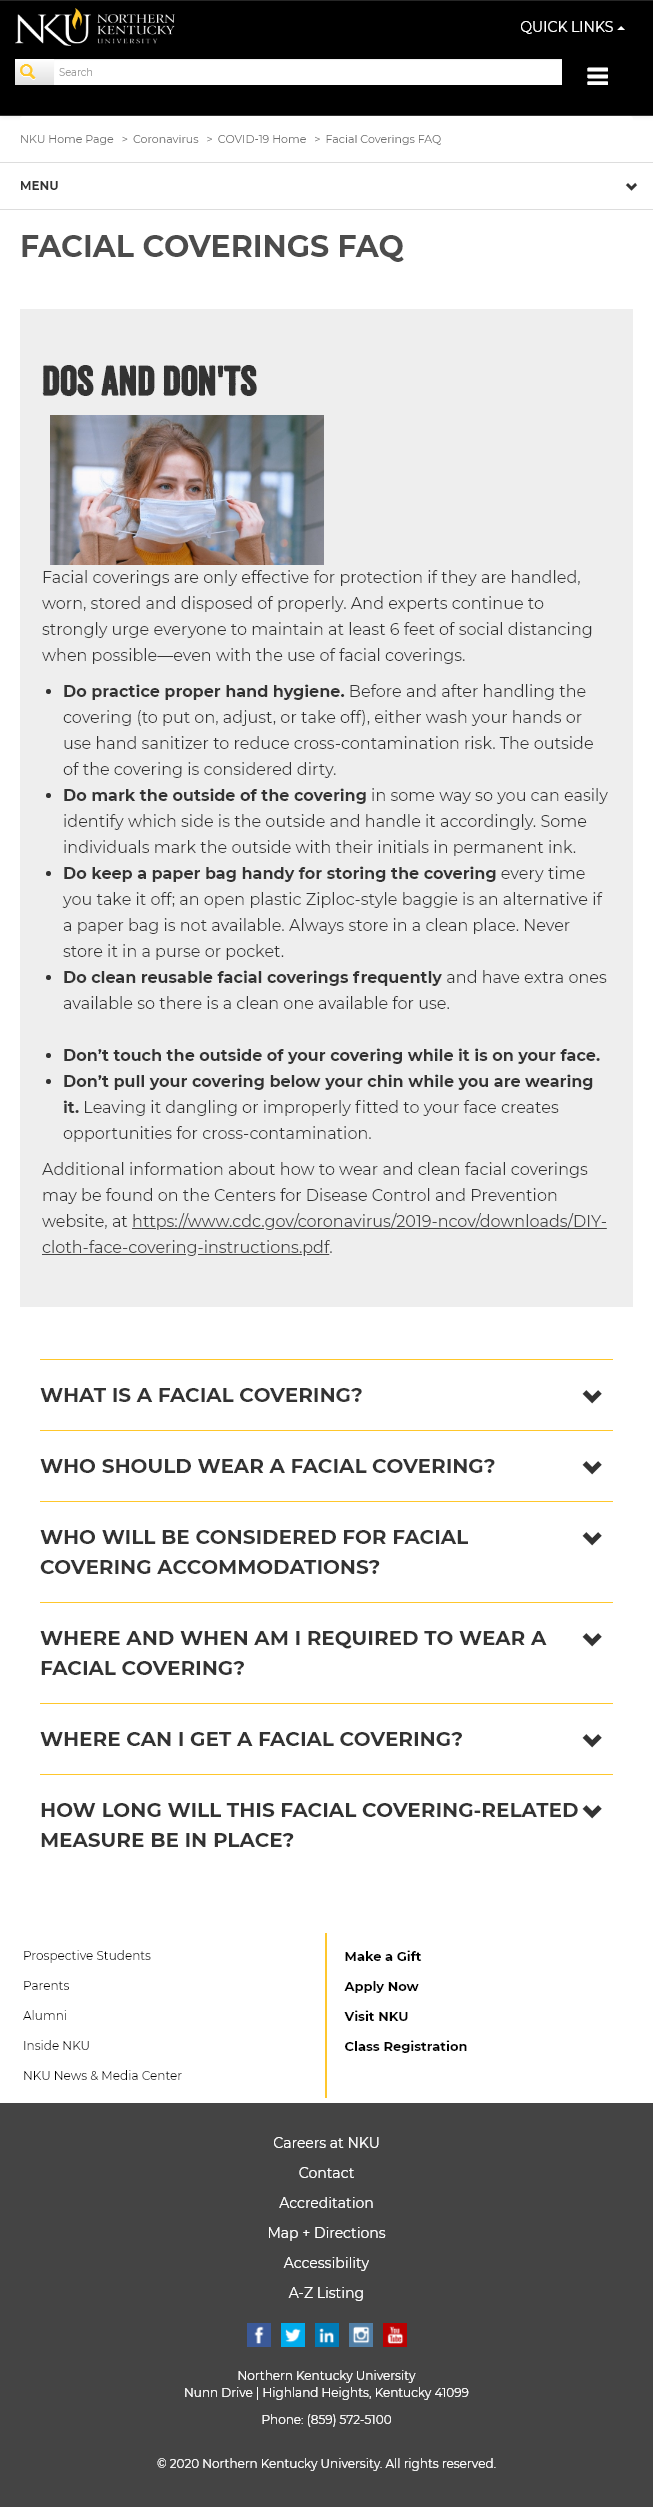 NKU NORTHERN
KENTUCKY
UNIVERSITY
QUICK LINKS
Search
NKU Home Page > Coronavirus > COVID-19 Home > Facial Coverings FAQ
MENU
FACIAL COVERINGS FAQ
DOS AND DON'TS
Facial coverings are only effective for protection if they are handled,
worn, stored and disposed of properly. And experts continue to
strongly urge everyone to maintain at least 6 feet of social distancing
when possible—even with the use of facial coverings.
• Do practice proper hand hygiene. Before and after handling the
covering (to put on, adjust, or take off), either wash your hands or
use hand sanitizer to reduce cross-contamination risk. The outside
of the covering is considered dirty.
• Do mark the outside of the covering in some way so you can easily
identify which side is the outside and handle it accordingly. Some
individuals mark the outside with their initials in permanent ink.
• Do keep a paper bag handy for storing the covering every time
you take it off; an open plastic Ziploc-style baggie is an alternative if
a paper bag is not available. Always store in a clean place. Never
store it in a purse or pocket.
• Do clean reusable facial coverings frequently and have extra ones
available so there is a clean one available for use.
• Don’t touch the outside of your covering while it is on your face.
• Don’t pull your covering below your chin while you are wearing
it. Leaving it dangling or improperly fitted to your face creates
opportunities for cross-contamination.
Additional information about how to wear and clean facial coverings
may be found on the Centers for Disease Control and Prevention
website, at https://www.cdc.gov/coronavirus/2019-ncov/downloads/DIY-
cloth-face-covering-instructions.pdf.
WHAT IS A FACIAL COVERING?
WHO SHOULD WEAR A FACIAL COVERING?
WHO WILL BE CONSIDERED FOR FACIAL
COVERING ACCOMMODATIONS?
WHERE AND WHEN AM I REQUIRED TO WEAR A
FACIAL COVERING?
WHERE CAN I GET A FACIAL COVERING?
HOW LONG WILL THIS FACIAL COVERING-RELATED
MEASURE BE IN PLACE?
Prospective Students
Parents
Alumni
Inside NKU
NKU News & Media Center
Make a Gift
Apply Now
Visit NKU
Class Registration
Careers at NKU
Contact
Accreditation
Map + Directions
Accessibility
A-Z Listing
Northern Kentucky University
Nunn Drive | Highland Heights, Kentucky 41099
Phone: (859) 572-5100
© 2020 Northern Kentucky University. All rights reserved.